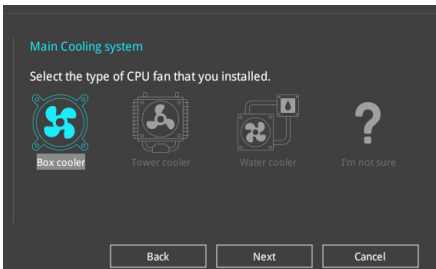 Main Cooling system
Select the type of CPU fan that you installed.
Box cooler Tower cooler Water cooler I'm not sure
Back Next Cancel